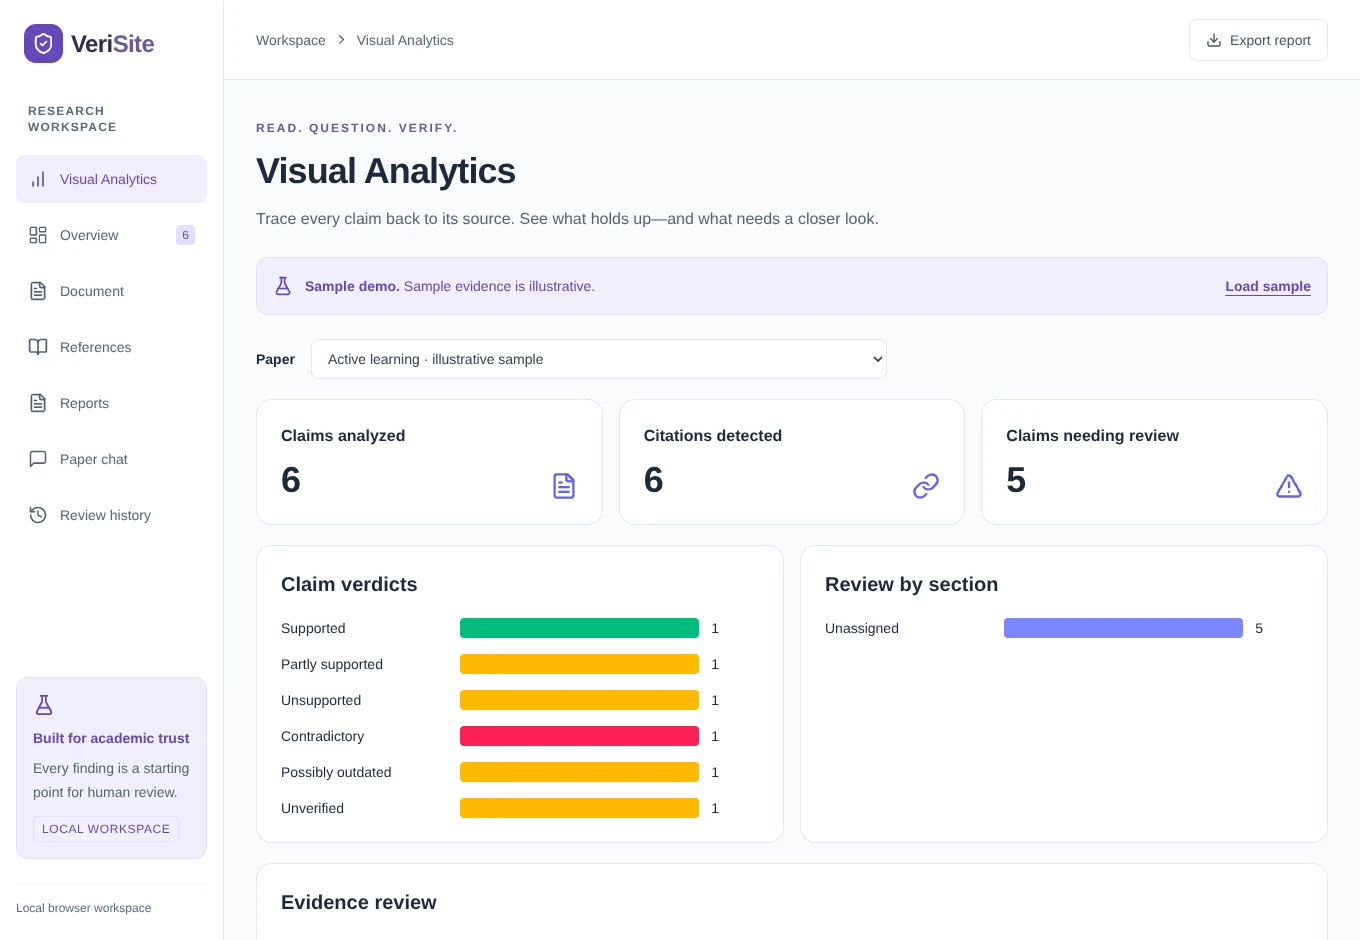 VeriSite
RESEARCH
WORKSPACE
Visual Analytics
Overview 6
Document
References
Reports
Paper chat
Review history
Built for academic trust
Every finding is a starting
point for human review.
LOCAL WORKSPACE
Local browser workspace
Workspace Visual Analytics
Export report
READ. QUESTION. VERIFY.
Visual Analytics
Trace every claim back to its source. See what holds up—and what needs a closer look.
Sample demo. Sample evidence is illustrative.
Load sample
Paper Active learning · illustrative sample
Claims analyzed
6
Citations detected
6
Claims needing review
5
Claim verdicts
Supported 1
Partly supported 1
Unsupported 1
Contradictory 1
Possibly outdated 1
Unverified 1
Review by section
Unassigned 5
Evidence review